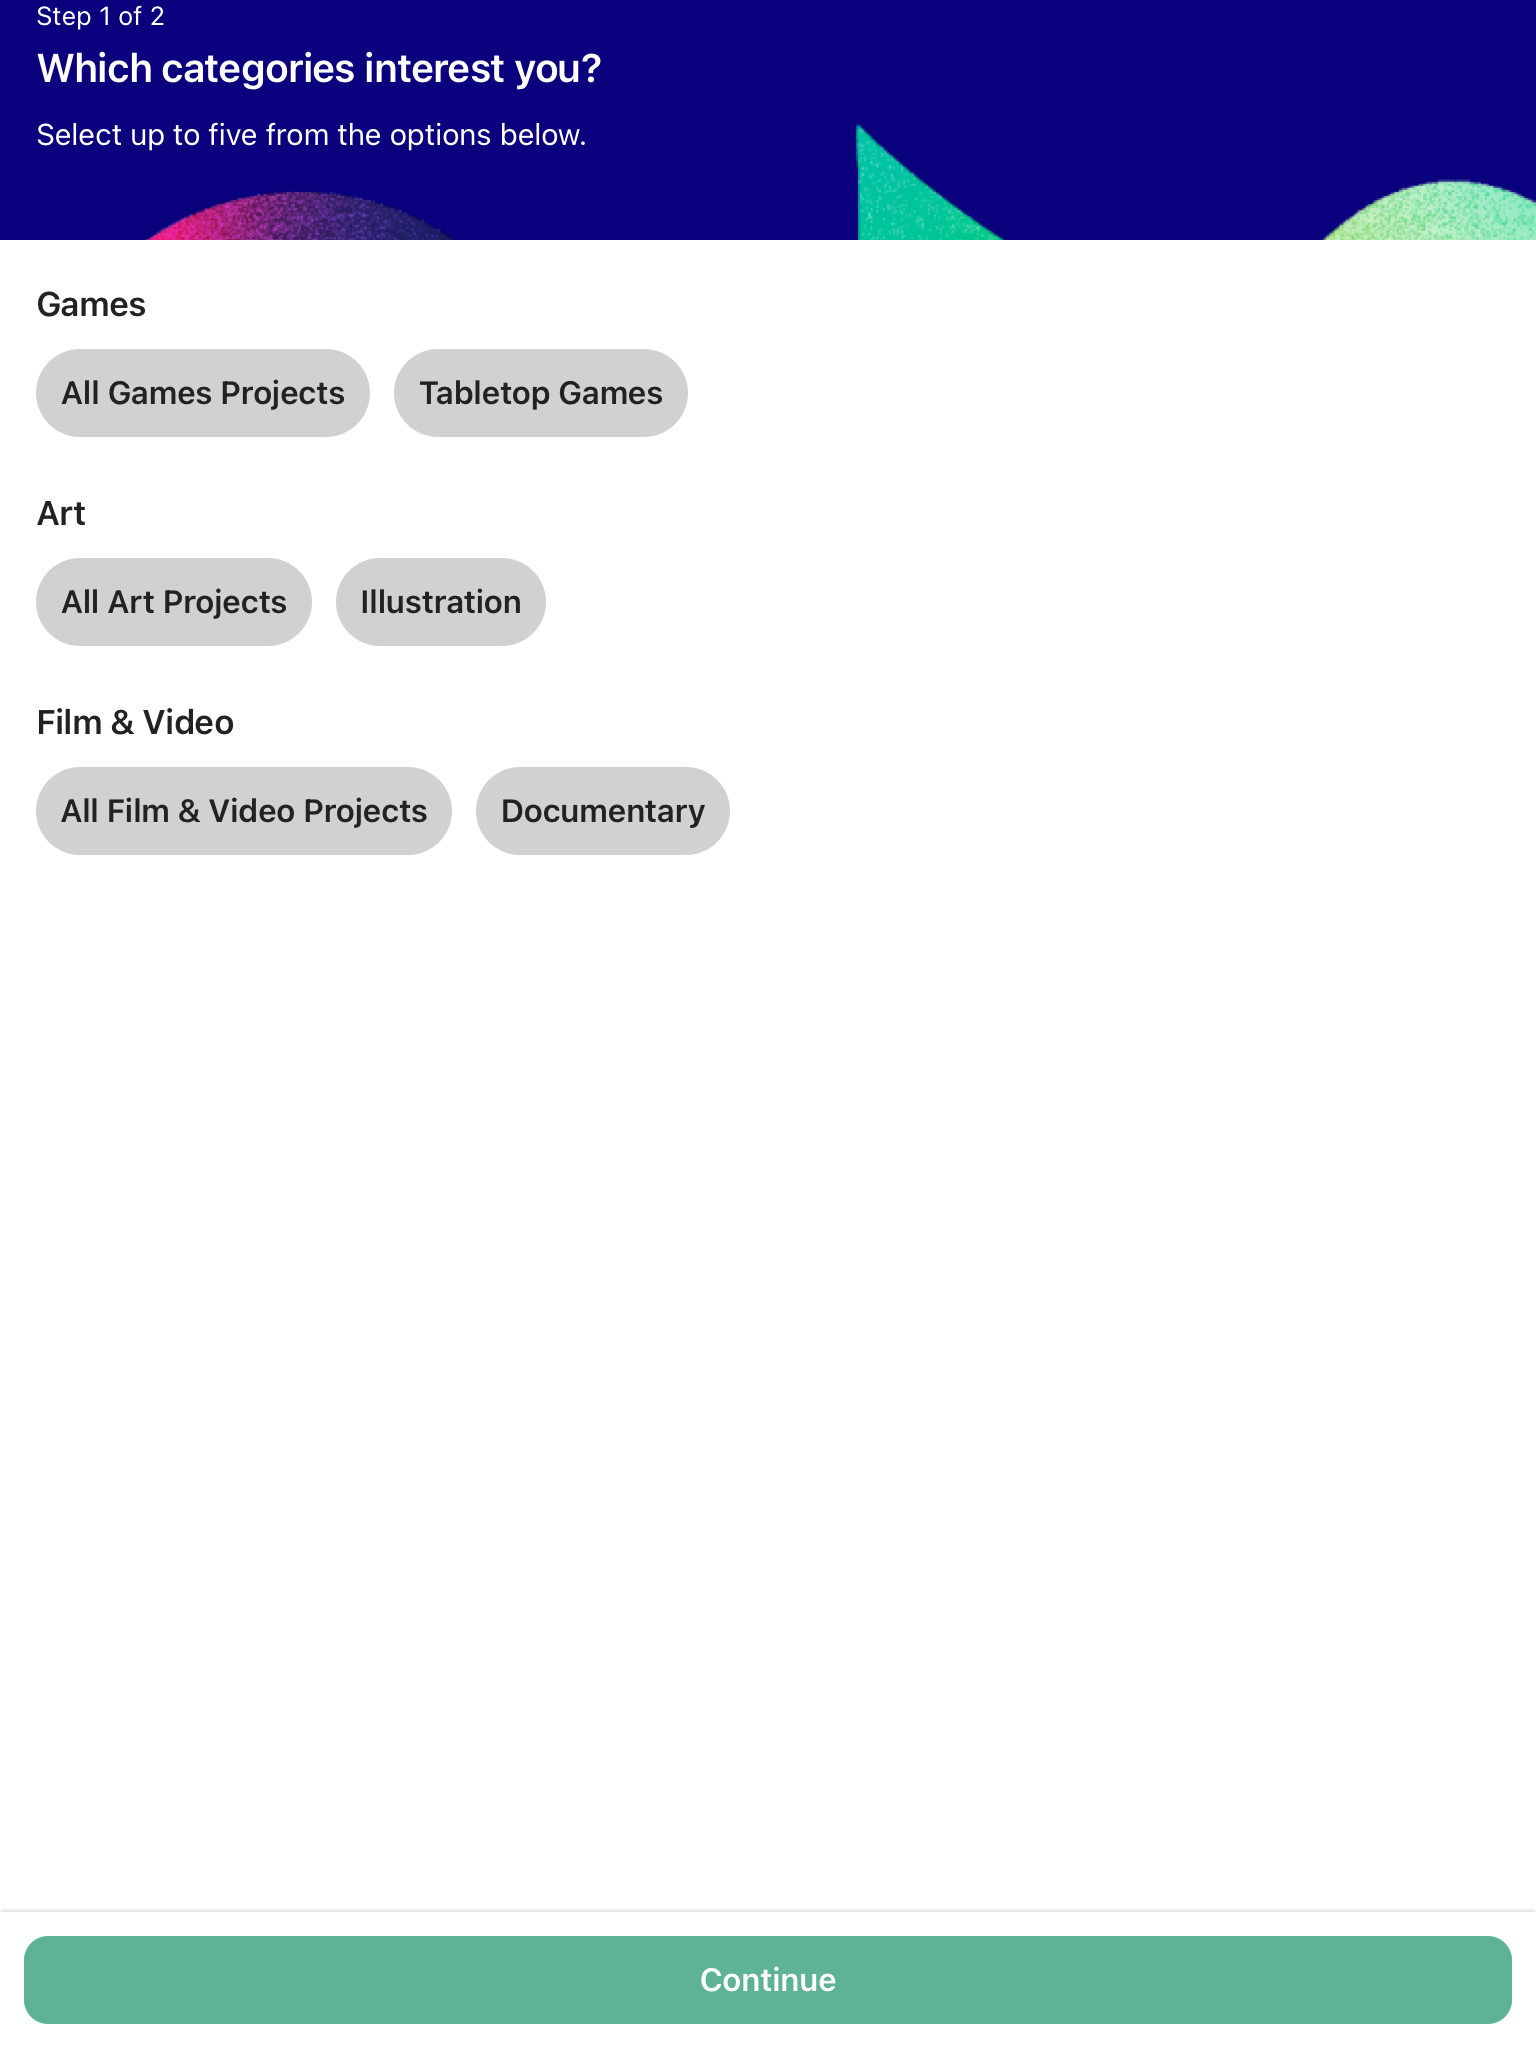 Step 1 of 2
Which categories interest you?
Select up to five from the options below.
Games
All Games Projects Tabletop Games
Art
All Art Projects Illustration
Film & Video
All Film & Video Projects Documentary
Continue